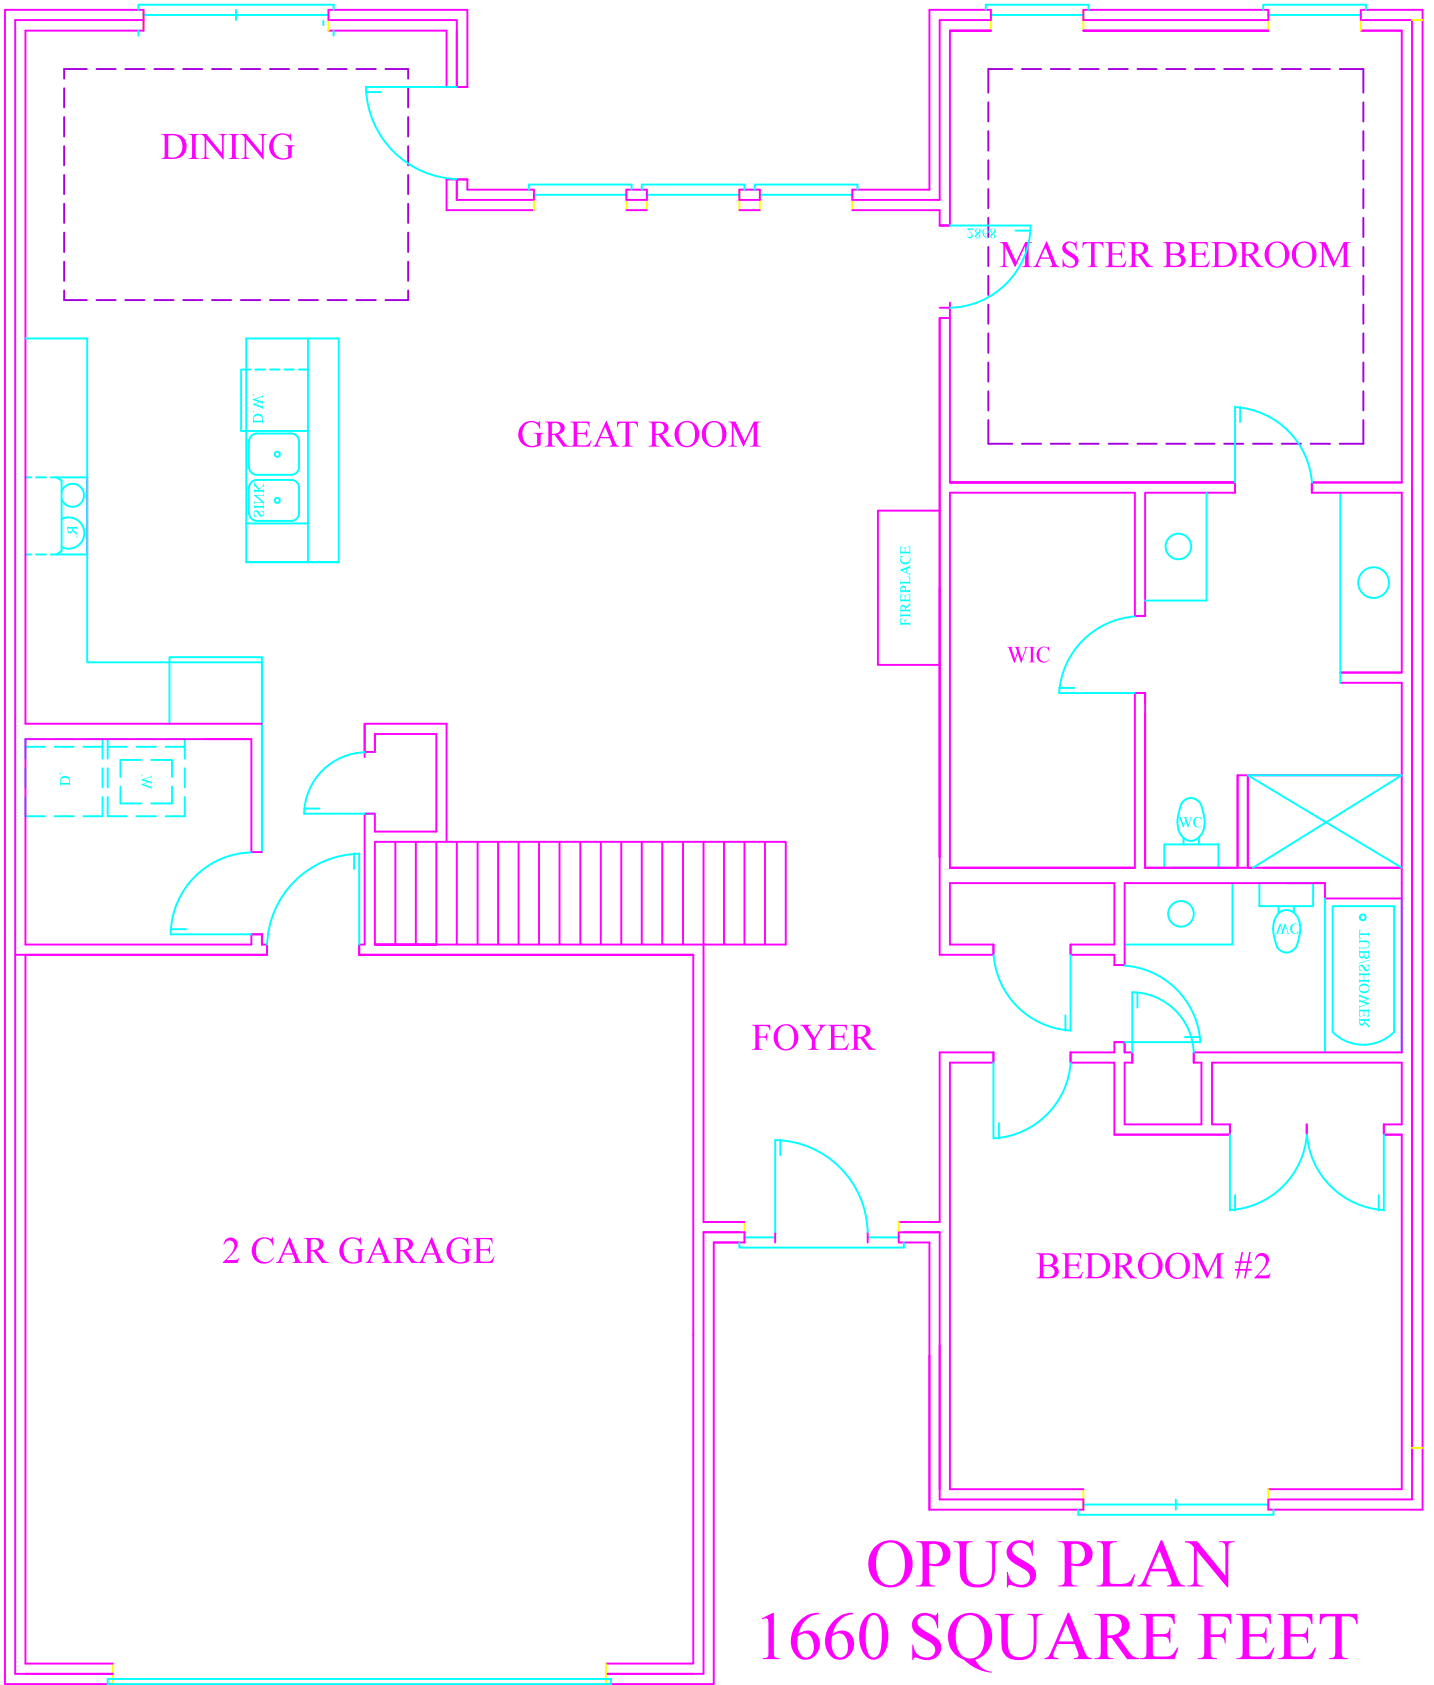 DINING
2868
MASTER BEDROOM
D.W.
GREAT ROOM
SINK
R
FIREPLACE
WIC
D.
W.
WC
WC
TUB/SHOWER
FOYER
2 CAR GARAGE
BEDROOM #2
OPUS PLAN
1660 SQUARE FEET